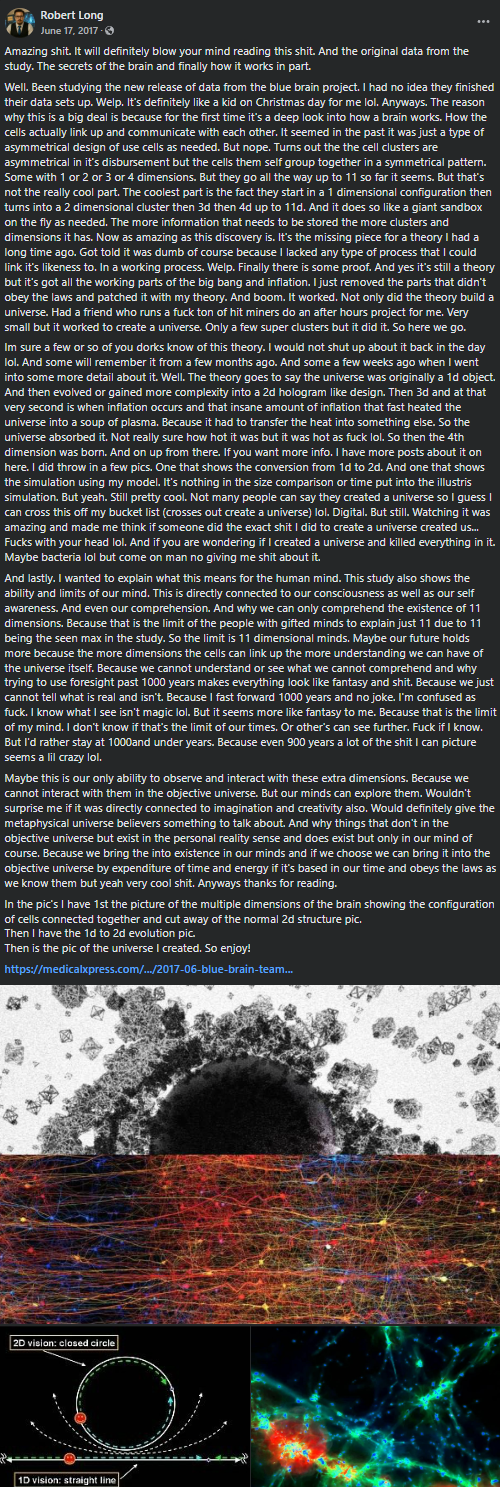 Robert Long
June 17, 2017 ·
Amazing shit. It will definitely blow your mind reading this shit. And the original data from the
study. The secrets of the brain and finally how it works in part.
Well. Been studying the new release of data from the blue brain project. I had no idea they finished
their data sets up. Welp. It's definitely like a kid on Christmas day for me lol. Anyways. The reason
why this is a big deal is because for the first time it's a deep look into how a brain works. How the
cells actually link up and communicate with each other. It seemed in the past it was just a type of
asymmetrical design of use cells as needed. But nope. Turns out the the cell clusters are
asymmetrical in it's disbursement but the cells them self group together in a symmetrical pattern.
Some with 1 or 2 or 3 or 4 dimensions. But they go all the way up to 11 so far it seems. But that's
not the really cool part. The coolest part is the fact they start in a 1 dimensional configuration then
turns into a 2 dimensional cluster then 3d then 4d up to 11d. And it does so like a giant sandbox
on the fly as needed. The more information that needs to be stored the more clusters and
dimensions it has. Now as amazing as this discovery is. It's the missing piece for a theory I had a
long time ago. Got told it was dumb of course because I lacked any type of process that I could
link it's likeness to. In a working process. Welp. Finally there is some proof. And yes it's still a theory
but it's got all the working parts of the big bang and inflation. I just removed the parts that didn't
obey the laws and patched it with my theory. And boom. It worked. Not only did the theory build a
universe. Had a friend who runs a fuck ton of hit miners do an after hours project for me. Very
small but it worked to create a universe. Only a few super clusters but it did it. So here we go.
Im sure a few or so of you dorks know of this theory. I would not shut up about it back in the day
lol. And some will remember it from a few months ago. And some a few weeks ago when I went
into some more detail about it. Well. The theory goes to say the universe was originally a 1d object.
And then evolved or gained more complexity into a 2d hologram like design. Then 3d and at that
very second is when inflation occurs and that insane amount of inflation that fast heated the
universe into a soup of plasma. Because it had to transfer the heat into something else. So the
universe absorbed it. Not really sure how hot it was but it was hot as fuck lol. So then the 4th
dimension was born. And on up from there. If you want more info. I have more posts about it on
here. I did throw in a few pics. One that shows the conversion from 1d to 2d. And one that shows
the simulation using my model. It's nothing in the size comparison or time put into the illustris
simulation. But yeah. Still pretty cool. Not many people can say they created a universe so I guess I
can cross this off my bucket list (crosses out create a universe) lol. Digital. But still. Watching it was
amazing and made me think if someone did the exact shit I did to create a universe created us...
Fucks with your head lol. And if you are wondering if I created a universe and killed everything in it.
Maybe bacteria lol but come on man no giving me shit about it.
And lastly. I wanted to explain what this means for the human mind. This study also shows the
ability and limits of our mind. This is directly connected to our consciousness as well as our self
awareness. And even our comprehension. And why we can only comprehend the existence of 11
dimensions. Because that is the limit of the people with gifted minds to explain just 11 due to 11
being the seen max in the study. So the limit is 11 dimensional minds. Maybe our future holds
more because the more dimensions the cells can link up the more understanding we can have of
the universe itself. Because we cannot understand or see what we cannot comprehend and why
trying to use foresight past 1000 years makes everything look like fantasy and shit. Because we just
cannot tell what is real and isn't. Because I fast forward 1000 years and no joke. I'm confused as
fuck. I know what I see isn't magic lol. But it seems more like fantasy to me. Because that is the limit
of my mind. I don't know if that's the limit of our times. Or other's can see further. Fuck if I know.
But I'd rather stay at 1000and under years. Because even 900 years a lot of the shit I can picture
seems a lil crazy lol.
Maybe this is our only ability to observe and interact with these extra dimensions. Because we
cannot interact with them in the objective universe. But our minds can explore them. Wouldn't
surprise me if it was directly connected to imagination and creativity also. Would definitely give the
metaphysical universe believers something to talk about. And why things that don't in the
objective universe but exist in the personal reality sense and does exist but only in our mind of
course. Because we bring the into existence in our minds and if we choose we can bring it into the
objective universe by expenditure of time and energy if it's based in our time and obeys the laws as
we know them but yeah very cool shit. Anyways thanks for reading.
In the pic's I have 1st the picture of the multiple dimensions of the brain showing the configuration
of cells connected together and cut away of the normal 2d structure pic.
Then I have the 1d to 2d evolution pic.
Then is the pic of the universe I created. So enjoy!
https://medicalxpress.com/.../2017-06-blue-brain-team...
2D vision: closed circle
1D vision: straight line